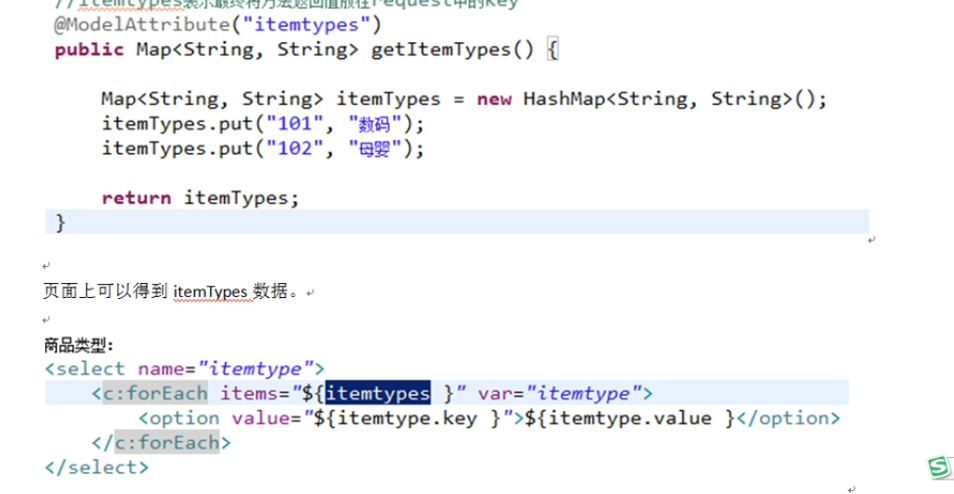 //itemtypes表示最终将方法返回值放在request中的key
@ModelAttribute("itemtypes")
public Map<String, String> getItemTypes() {
Map<String, String> itemTypes = new HashMap<String, String>();
itemTypes.put("101", "数码");
itemTypes.put("102", "母婴");
return itemTypes;
}
页面上可以得到 itemTypes 数据。
商品类型：
<select name="itemtype">
<c:forEach items="${itemtypes }" var="itemtype">
<option value="${itemtype.key }">${itemtype.value }</option>
</c:forEach>
</select>